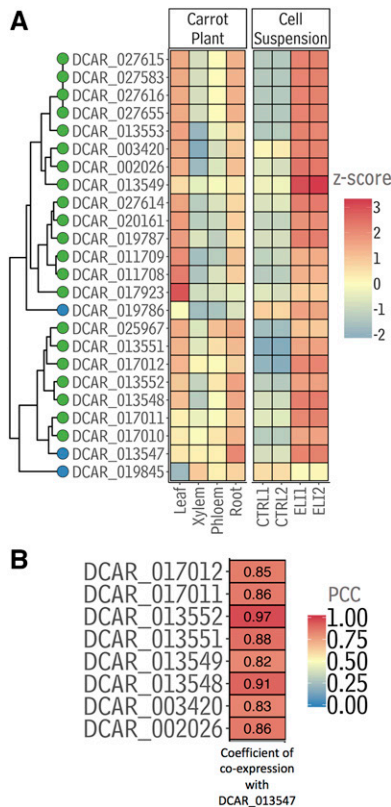 A
Carrot Plant
Cell Suspension
DCAR_027615
DCAR_027583
DCAR_027616
DCAR_027655
DCAR_013553
DCAR_003420
DCAR_002026
DCAR_013549
DCAR_027614
DCAR_020161
DCAR_019787
DCAR_011709
DCAR_011708
DCAR_017923
DCAR_019786
DCAR_025967
DCAR_013551
DCAR_017012
DCAR_013552
DCAR_013548
DCAR_017011
DCAR_017010
DCAR_013547
DCAR_019845
Leaf
Xylem
Phloem
Root
CTRL1
CTRL2
ELI1
ELI2
z-score
3
2
1
0
-1
-2
B
DCAR_017012 0.85
DCAR_017011 0.86
DCAR_013552 0.97
DCAR_013551 0.88
DCAR_013549 0.82
DCAR_013548 0.91
DCAR_003420 0.83
DCAR_002026 0.86
Coefficient of
co-expression
with
DCAR_013547
PCC
1.00
0.75
0.50
0.25
0.00